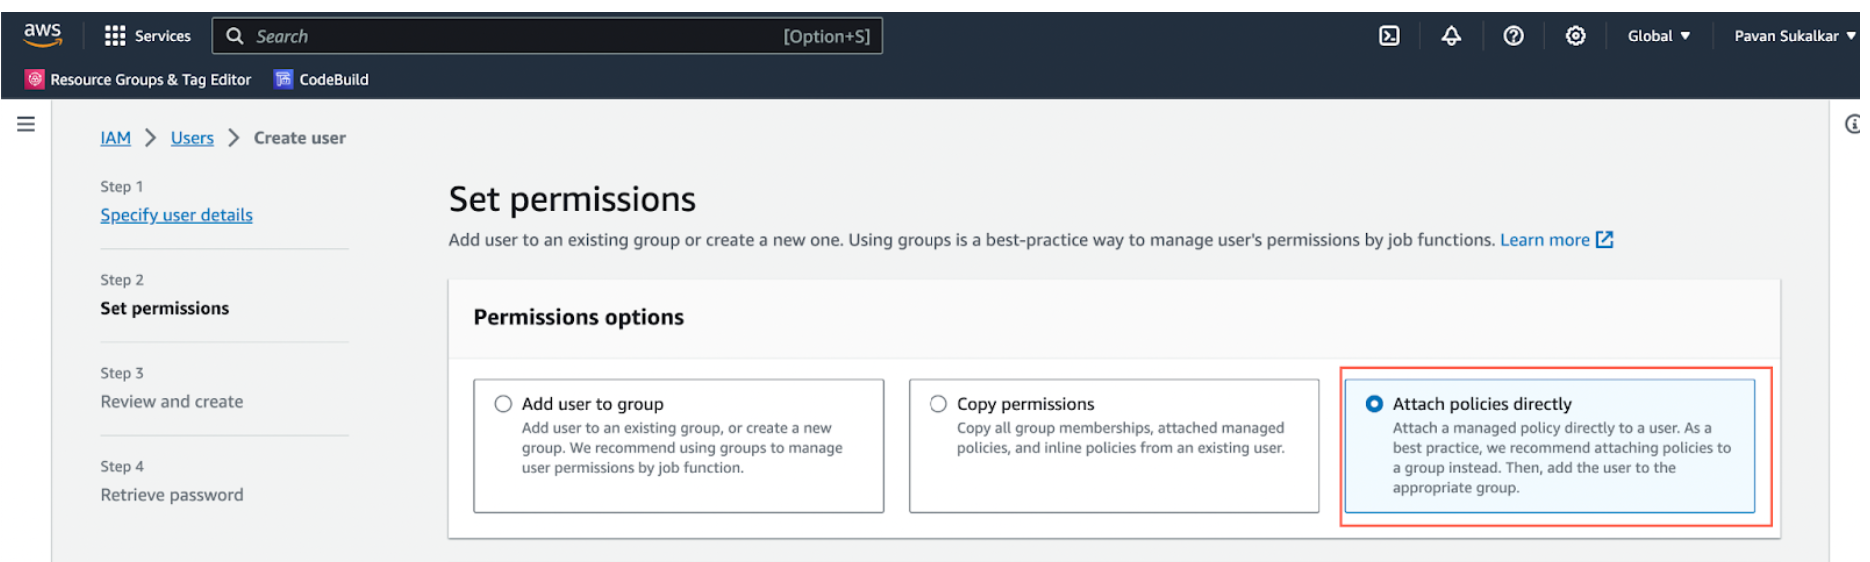 aws
Services
Search [Option+S]
Global
Pavan Sukalkar
Resource Groups & Tag Editor
CodeBuild
IAM > Users > Create user
Step 1
Specify user details
Step 2
Set permissions
Step 3
Review and create
Step 4
Retrieve password
Set permissions
Add user to an existing group or create a new one. Using groups is a best-practice way to manage user's permissions by job functions. Learn more
Permissions options
Add user to group
Add user to an existing group, or create a new
group. We recommend using groups to manage
user permissions by job function.
Copy permissions
Copy all group memberships, attached managed
policies, and inline policies from an existing user.
Attach policies directly
Attach a managed policy directly to a user. As a
best practice, we recommend attaching policies to
a group instead. Then, add the user to the
appropriate group.